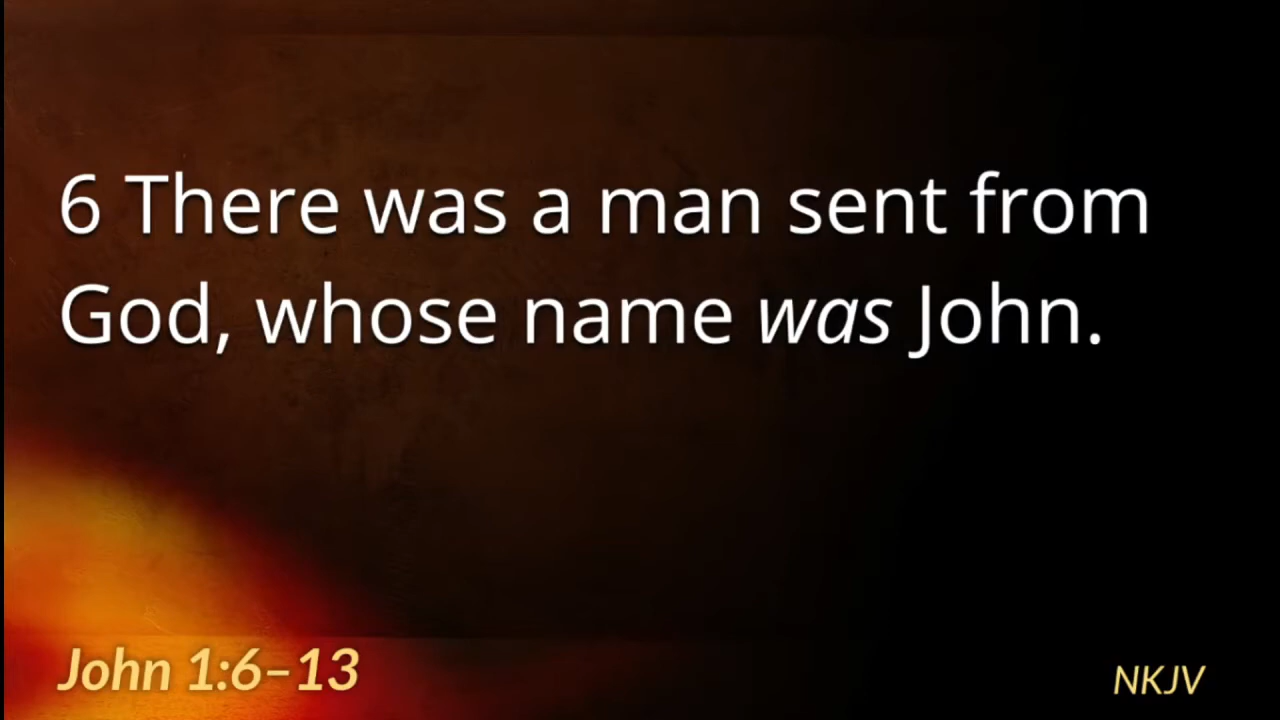 6 There was a man sent from
God, whose name was John.
John 1:6–13
NKJV